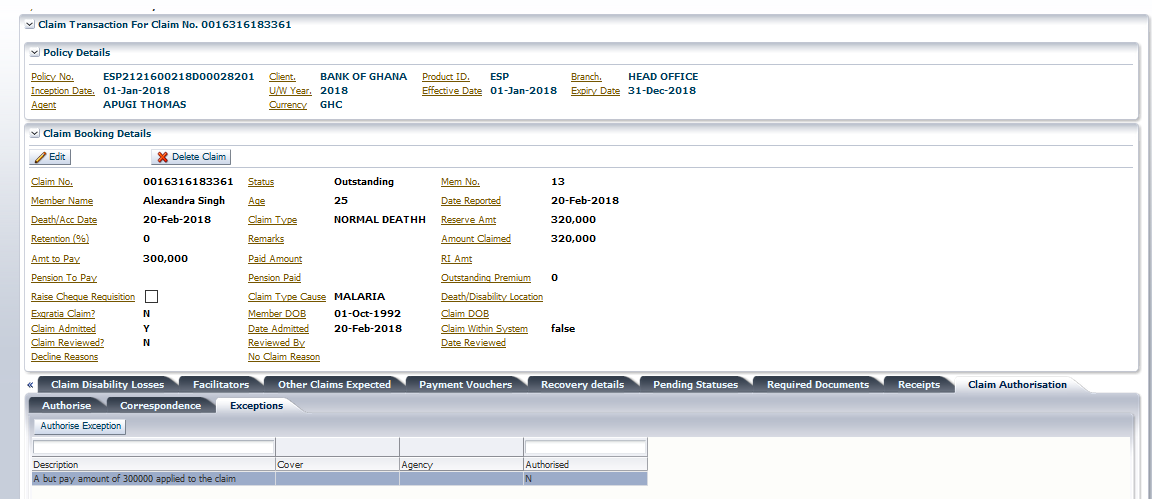 Claim Transaction For Claim No. 0016316183361
Policy Details
Policy No. ESP2121600218D00028201 Client. BANK OF GHANA Product ID. ESP Branch. HEAD OFFICE
Inception Date. 01-Jan-2018 U/W Year. 2018 Effective Date 01-Jan-2018 Expiry Date 31-Dec-2018
Agent APUGI THOMAS Currency GHC
Claim Booking Details
Edit Delete Claim
Claim No. 0016316183361 Status Outstanding Mem No. 13
Member Name Alexandra Singh Age 25 Date Reported 20-Feb-2018
Death/Acc Date 20-Feb-2018 Claim Type NORMAL DEATHH Reserve Amt 320,000
Retention (%) 0 Remarks Amount Claimed 320,000
Amt to Pay 300,000 Paid Amount RI Amt
Pension To Pay Pension Paid Outstanding Premium 0
Raise Cheque Requisition Claim Type Cause MALARIA Death/Disability Location
Exgratia Claim? N Member DOB 01-Oct-1992 Claim DOB
Claim Admitted Y Date Admitted 20-Feb-2018 Claim Within System false
Claim Reviewed? N Reviewed By Date Reviewed
Decline Reasons No Claim Reason
« Claim Disability Losses Facilitators Other Claims Expected Payment Vouchers Recovery details Pending Statuses Required Documents Receipts Claim Authorisation
Authorise Correspondence Exceptions
Authorise Exception
Description Cover Agency Authorised
A but pay amount of 300000 applied to the claim N